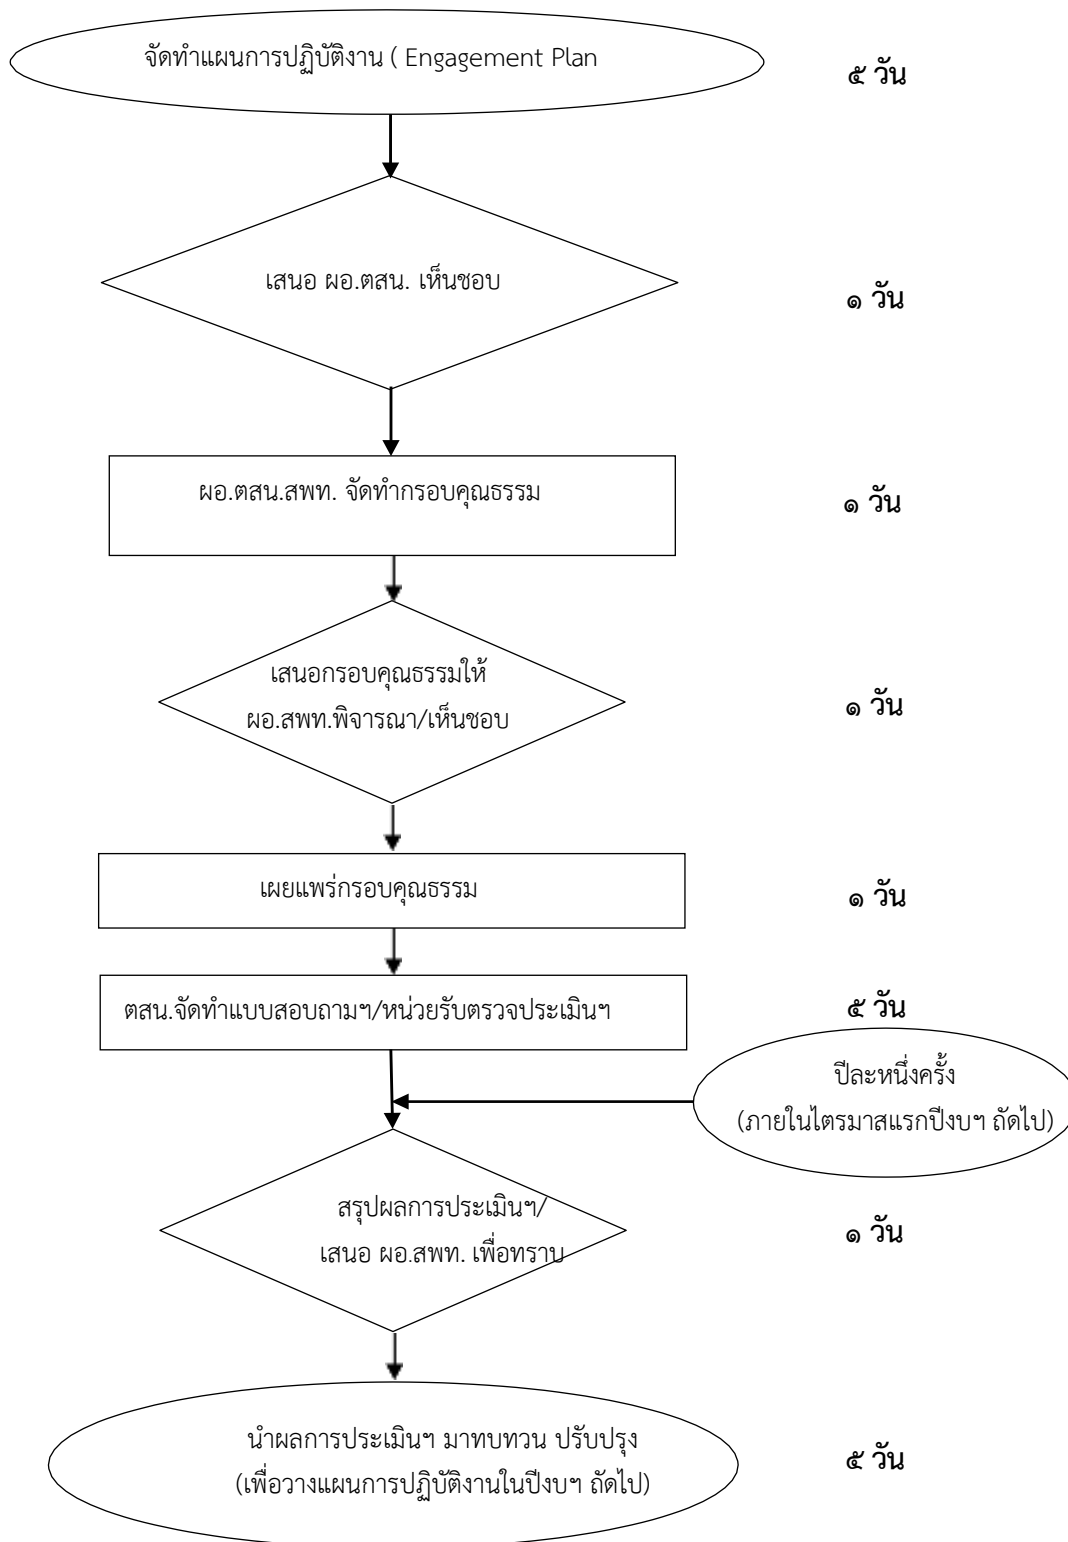 จัดทำแผนการปฏิบัติงาน ( Engagement Plan
๕ วัน
เสนอ ผอ.ตสน. เห็นชอบ
๑ วัน
ผอ.ตสน.สพท. จัดทำกรอบคุณธรรม
๑ วัน
เสนอกรอบคุณธรรมให้
ผอ.สพท.พิจารณา/เห็นชอบ
๑ วัน
เผยแพร่กรอบคุณธรรม
๑ วัน
ตสน.จัดทำแบบสอบถามฯ/หน่วยรับตรวจประเมินฯ
๕ วัน
ปีละหนึ่งครั้ง
(ภายในไตรมาสแรกปีงบฯ ถัดไป)
สรุปผลการประเมินฯ/
เสนอ ผอ.สพท. เพื่อทราบ
๑ วัน
นำผลการประเมินฯ มาทบทวน ปรับปรุง
(เพื่อวางแผนการปฏิบัติงานในปีงบฯ ถัดไป)
๕ วัน